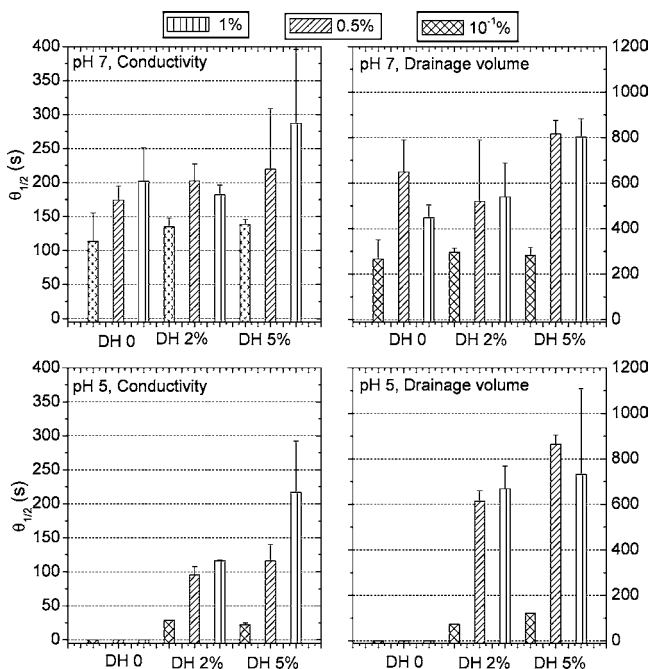 1% 0.5% 10⁻¹%
pH 7, Conductivity
400
350
300
250
200
150
100
50
0
θ1/2 (s)
DH 0 DH 2% DH 5%
pH 7, Drainage volume
1200
1000
800
600
400
200
0
DH 0 DH 2% DH 5%
pH 5, Conductivity
400
350
300
250
200
150
100
50
0
θ1/2 (s)
DH 0 DH 2% DH 5%
pH 5, Drainage volume
1200
1000
800
600
400
200
0
DH 0 DH 2% DH 5%